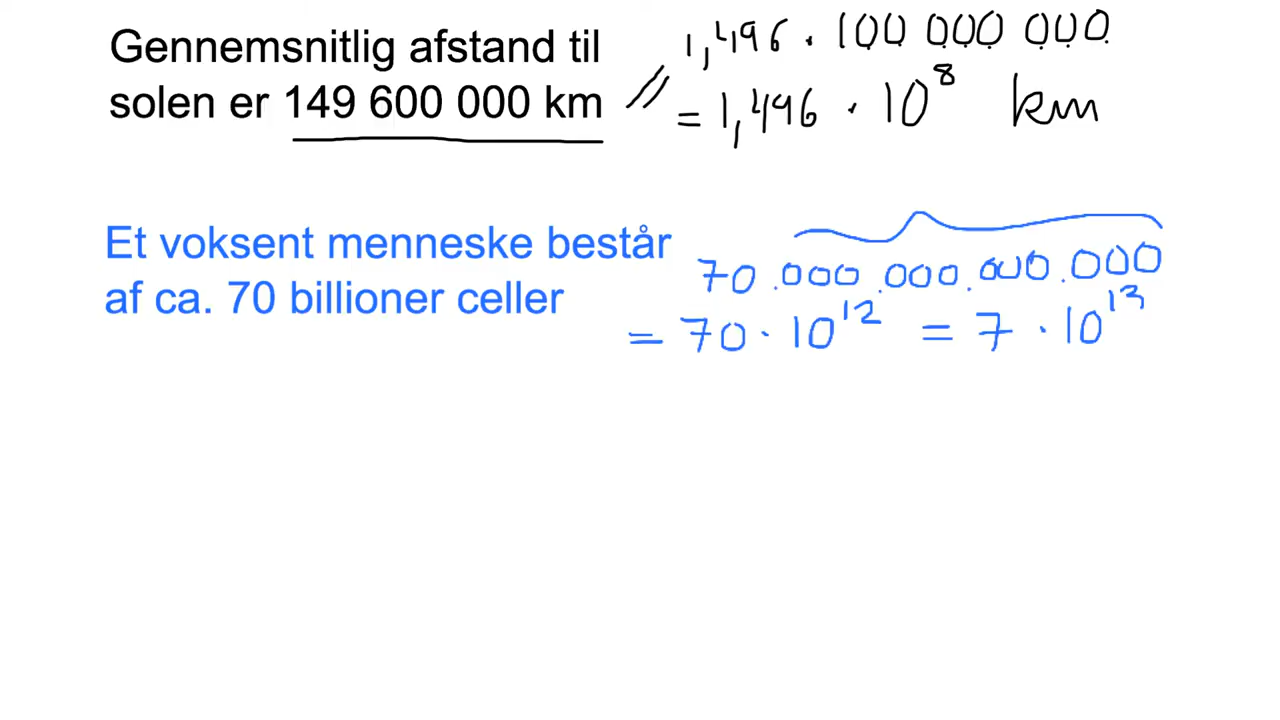 Gennemsnitlig afstand til
solen er 149 600 000 km
1,496 · 100 000 000
= 1,496 · 10⁸ km
Et voksent menneske består
af ca. 70 billioner celler
70.000.000.000.000
= 70 · 10¹² = 7 · 10¹³